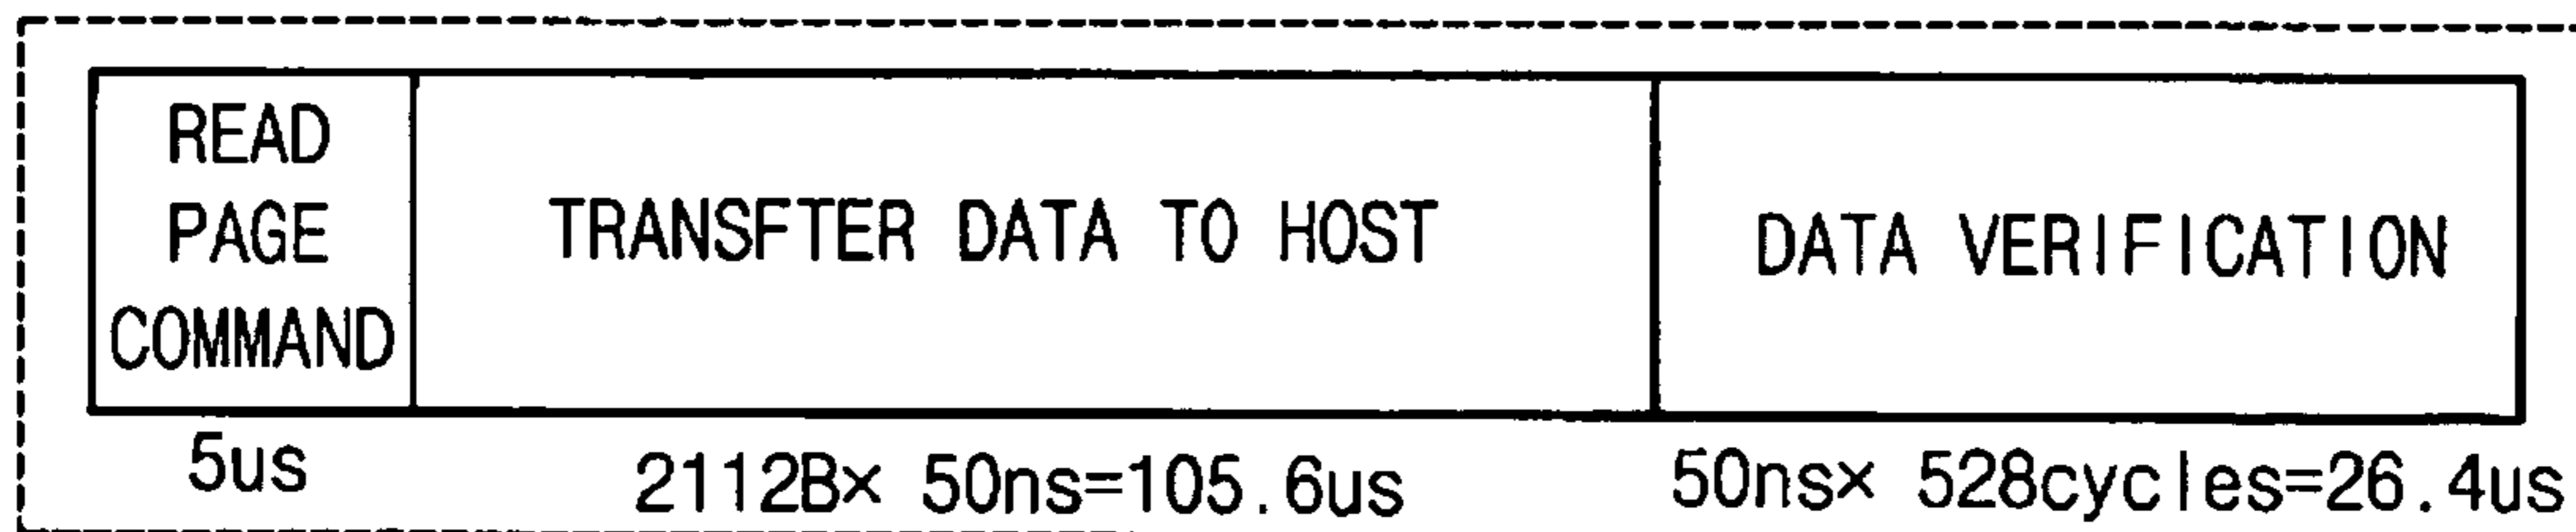 READ
PAGE
COMMAND
TRANSFTER DATA TO HOST
DATA VERIFICATION
5us
2112B× 50ns=105.6us
50ns× 528cycles=26.4us